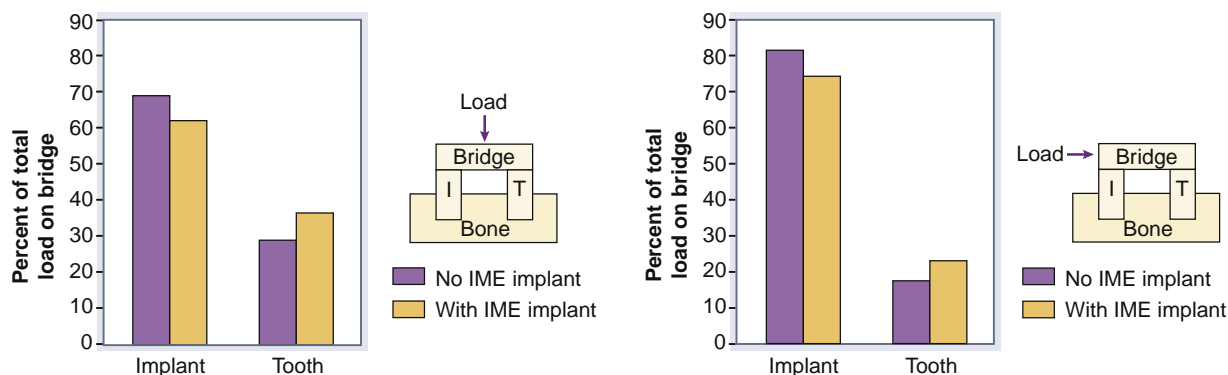 Percent of total
load on bridge
90
80
70
60
50
40
30
20
10
0
Implant
Tooth
Load
Bridge
I
T
Bone
No IME implant
With IME implant
Percent of total
load on bridge
90
80
70
60
50
40
30
20
10
0
Implant
Tooth
Load
Bridge
I
T
Bone
No IME implant
With IME implant